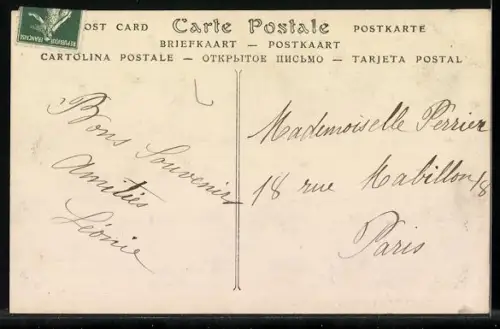 POST CARD Carte Postale POSTKARTE
BRIEFKAART — POSTKAART
CARTOLINA POSTALE — ОТКРЫТОЕ ПИСЬМО — TARJETA POSTAL
Bons Souvenirs
Amitiés
Léonie
Mademoiselle Perrier
18 rue Mabillon 18
Paris